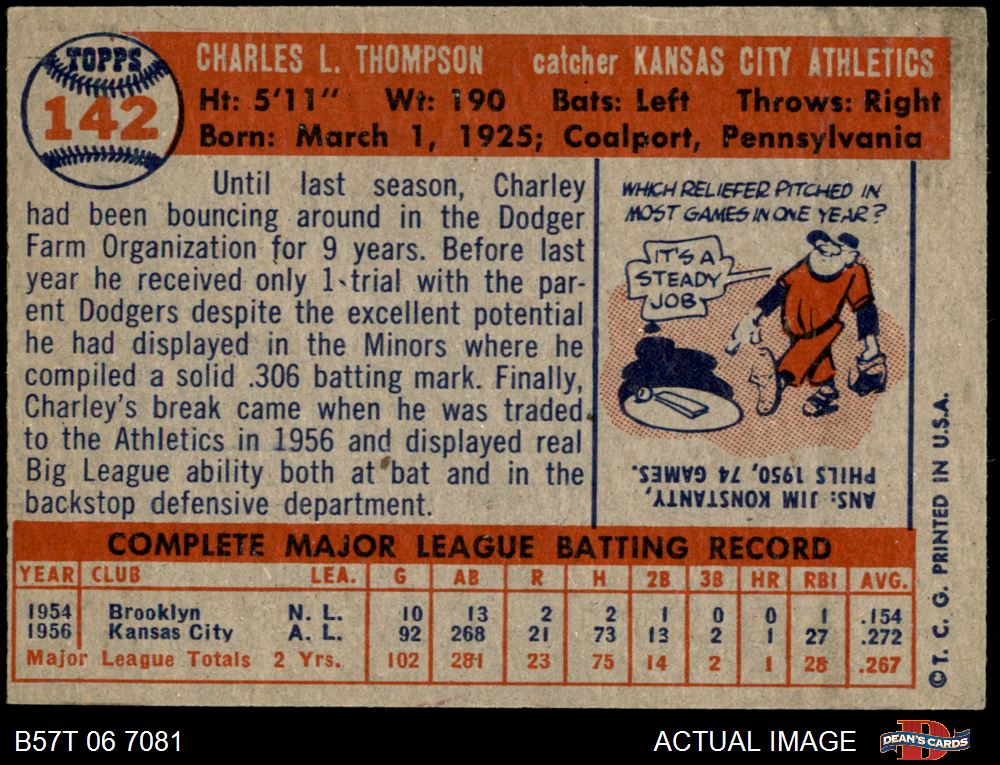 TOPPS
142
CHARLES L. THOMPSON catcher KANSAS CITY ATHLETICS
Ht: 5'11" Wt: 190 Bats: Left Throws: Right
Born: March 1, 1925; Coalport, Pennsylvania
Until last season, Charley
had been bouncing around in the Dodger
Farm Organization for 9 years. Before last
year he received only 1 trial with the par-
ent Dodgers despite the excellent potential
he had displayed in the Minors where he
compiled a solid .306 batting mark. Finally,
Charley's break came when he was traded
to the Athletics in 1956 and displayed real
Big League ability both at bat and in the
backstop defensive department.
WHICH RELIEFER PITCHED IN
MOST GAMES IN ONE YEAR?
IT'S A
STEADY
JOB
ANS: JIM KONSTANTY,
PHILS 1950, 74 GAMES.
COMPLETE MAJOR LEAGUE BATTING RECORD
YEAR CLUB LEA. G AB R H 2B 3B HR RBI AVG.
1954 Brooklyn N. L. 10 13 2 2 1 0 0 1 .154
1956 Kansas City A. L. 92 268 21 73 13 2 1 27 .272
Major League Totals 2 Yrs. 102 281 23 75 14 2 1 28 .267
©T. C. G. PRINTED IN U.S.A.
B57T 06 7081
ACTUAL IMAGE
DEAN'S CARDS